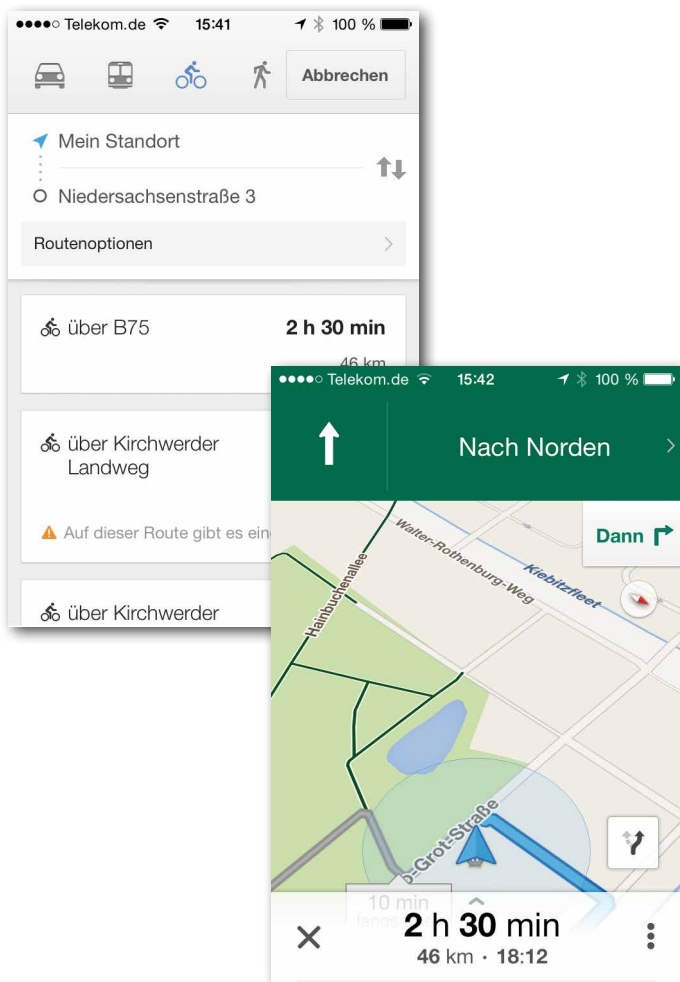 Telekom.de 15:41 100 %
Abbrechen
Mein Standort
Niedersachsenstraße 3
Routenoptionen
über B75 2 h 30 min
46 km
über Kirchwerder
Landweg
Auf dieser Route gibt es ein
über Kirchwerder
Telekom.de 15:42 100 %
Nach Norden
Dann
Walter-Rothenburg-Weg
Kiebitzfleet
Hainbuchenallee
o-Grot-Straße
10 min
2 h 30 min
46 km · 18:12